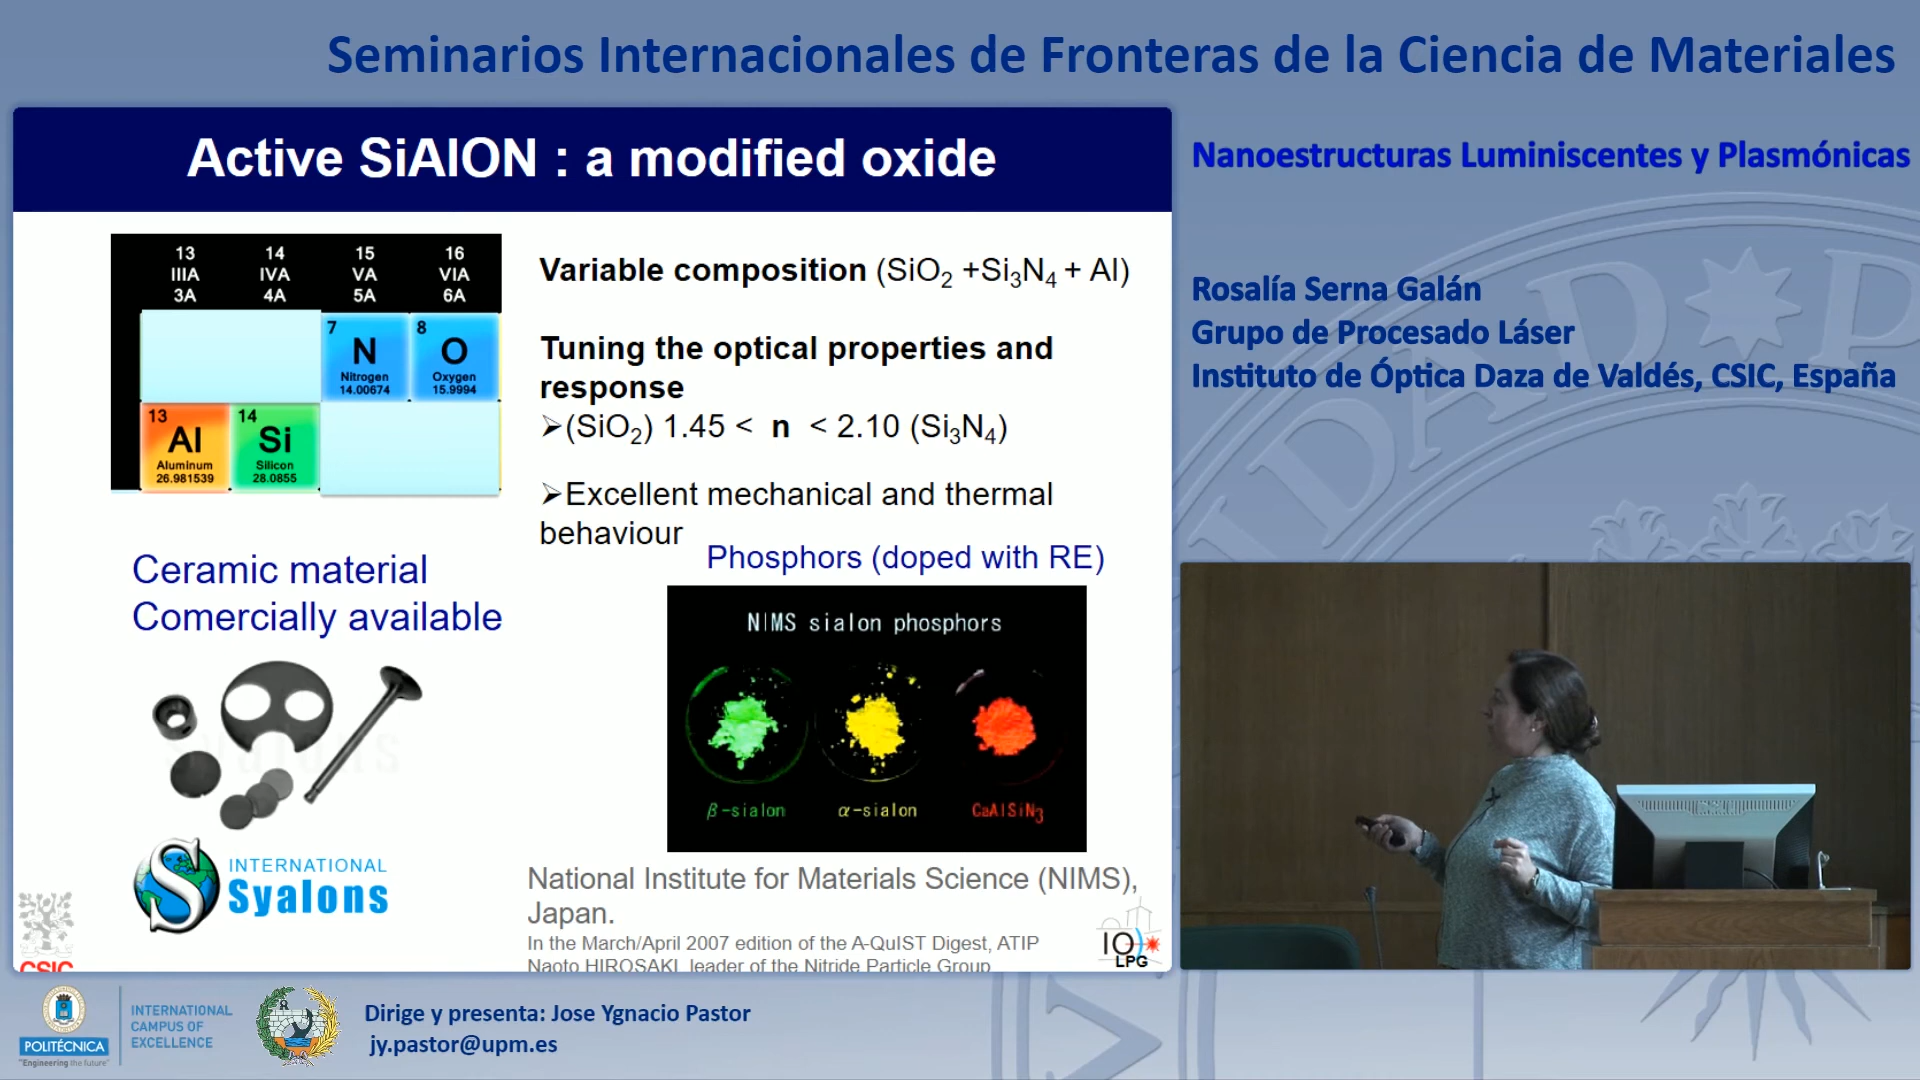 Seminarios Internacionales de Fronteras de la Ciencia de Materiales
Active SiAlON : a modified oxide
13 14 15 16
IIIA IVA VA VIA
3A 4A 5A 6A
7
N
Nitrogen
14.00674
8
O
Oxygen
15.9994
13
Al
Aluminum
26.981539
14
Si
Silicon
28.0855
Variable composition (SiO2 +Si3N4 + Al)
Tuning the optical properties and
response
➢(SiO2) 1.45 < n < 2.10 (Si3N4)
➢Excellent mechanical and thermal
behaviour
Ceramic material
Comercially available
Syalons
INTERNATIONAL
Syalons
Phosphors (doped with RE)
NIMS sialon phosphors
β-sialon α-sialon CaAlSiN3
National Institute for Materials Science (NIMS),
Japan.
In the March/April 2007 edition of the A-QuIST Digest, ATIP
Naoto HIROSAKI, leader of the Nitride Particle Group
CSIC
IO
LPG
Nanoestructuras Luminiscentes y Plasmónicas
Rosalía Serna Galán
Grupo de Procesado Láser
Instituto de Óptica Daza de Valdés, CSIC, España
POLITÉCNICA
"Engineering the future"
INTERNATIONAL
CAMPUS OF
EXCELLENCE
Dirige y presenta: Jose Ygnacio Pastor
jy.pastor@upm.es